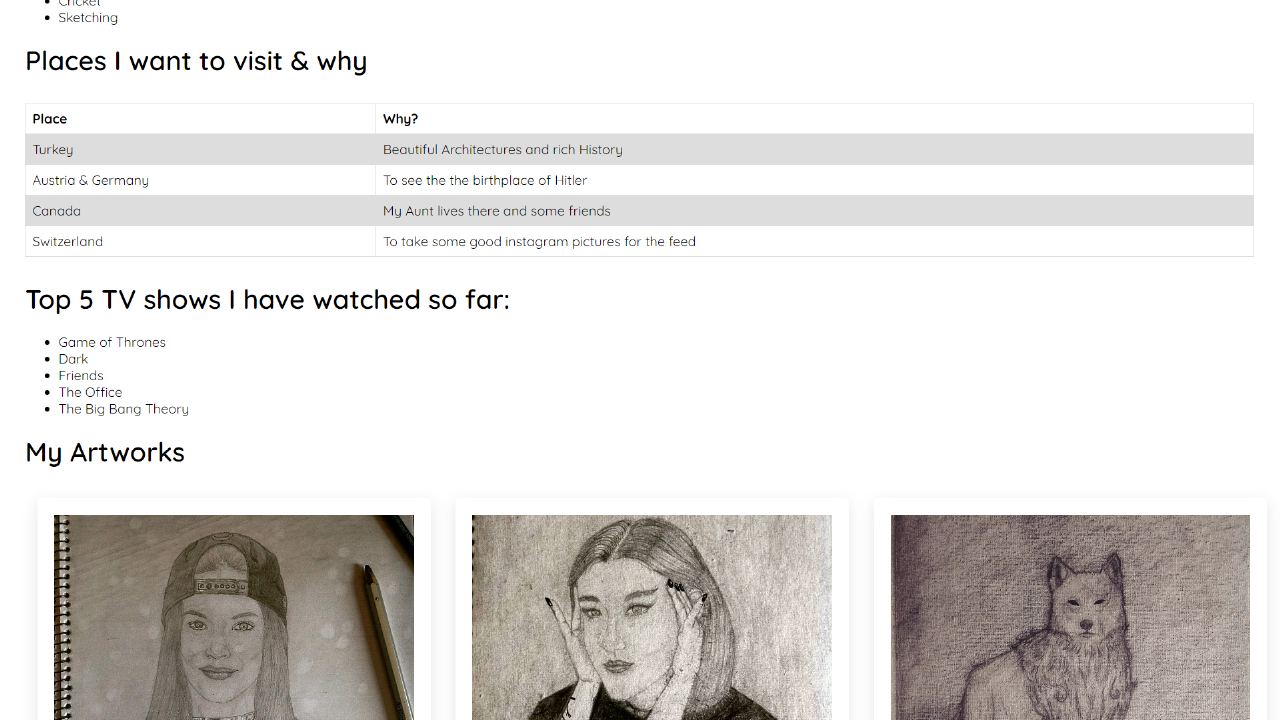 Cricket
Sketching
Places I want to visit & why
Place Why?
Turkey Beautiful Architectures and rich History
Austria & Germany To see the the birthplace of Hitler
Canada My Aunt lives there and some friends
Switzerland To take some good instagram pictures for the feed
Top 5 TV shows I have watched so far:
Game of Thrones
Dark
Friends
The Office
The Big Bang Theory
My Artworks